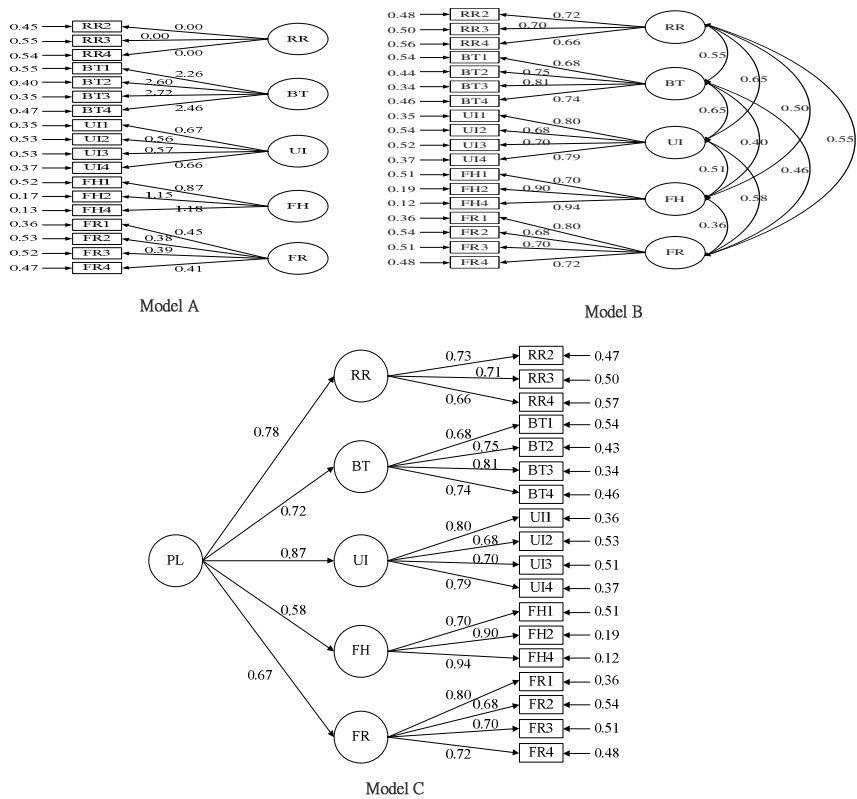 0.45 RR2 0.00
0.55 RR3 0.00 RR
0.54 RR4 0.00
0.55 BT1 2.26
0.40 BT2 2.60 BT
0.35 BT3 2.72
0.47 BT4 2.46
0.35 UI1 0.67
0.53 UI2 0.56 UI
0.53 UI3 0.57
0.37 UI4 0.66
0.52 FH1 0.87
0.17 FH2 1.15 FH
0.13 FH4 1.18
0.36 FR1 0.45
0.53 FR2 0.38 FR
0.52 FR3 0.39
0.47 FR4 0.41
Model A
0.48 RR2 0.72
0.50 RR3 0.70 RR
0.56 RR4 0.66
0.54 BT1 0.68
0.44 BT2 0.75 BT
0.34 BT3 0.81
0.46 BT4 0.74
0.35 UI1 0.80
0.54 UI2 0.68 UI
0.52 UI3 0.70
0.37 UI4 0.79
0.51 FH1 0.70
0.19 FH2 0.90 FH
0.12 FH4 0.94
0.36 FR1 0.80
0.54 FR2 0.68 FR
0.51 FR3 0.70
0.48 FR4 0.72
0.55
0.65
0.50
0.55
0.65
0.40
0.46
0.51
0.58
0.36
Model B
PL
0.78 RR
0.72 BT
0.87 UI
0.58 FH
0.67 FR
0.73 RR2 0.47
0.71 RR3 0.50
0.66 RR4 0.57
0.68 BT1 0.54
0.75 BT2 0.43
0.81 BT3 0.34
0.74 BT4 0.46
0.80 UI1 0.36
0.68 UI2 0.53
0.70 UI3 0.51
0.79 UI4 0.37
0.70 FH1 0.51
0.90 FH2 0.19
0.94 FH4 0.12
0.80 FR1 0.36
0.68 FR2 0.54
0.70 FR3 0.51
0.72 FR4 0.48
Model C